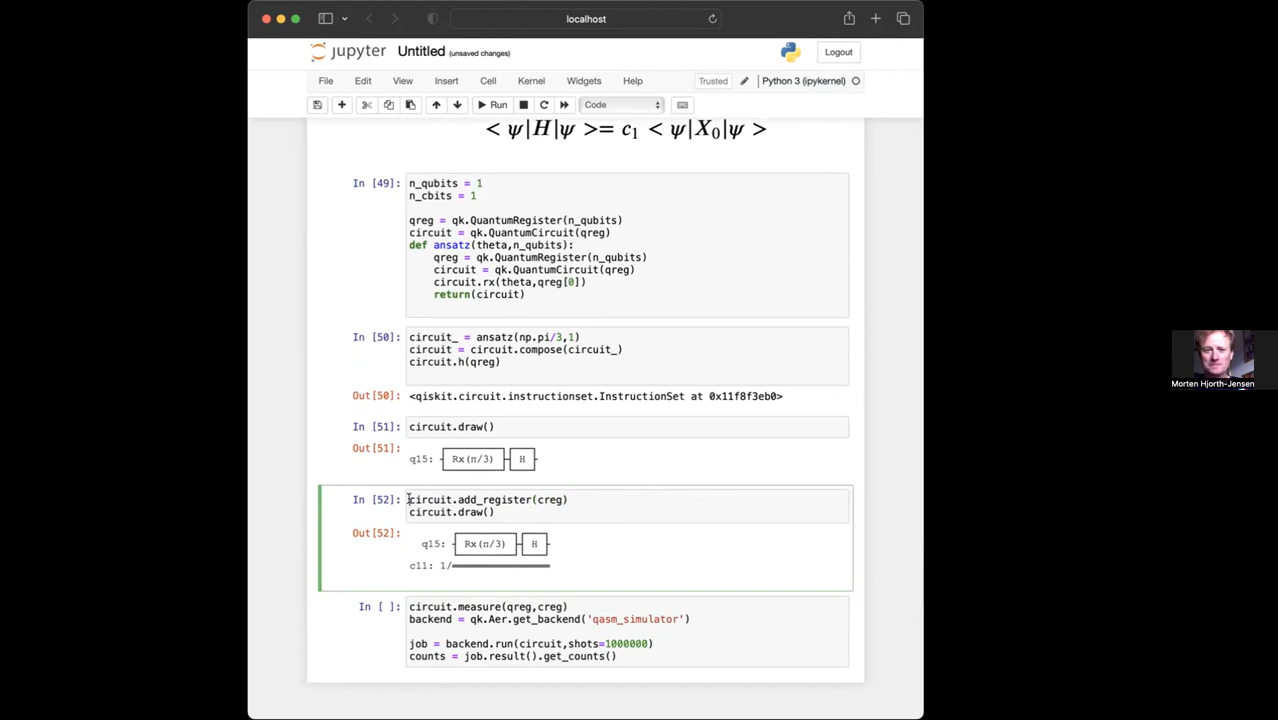 localhost
jupyter Untitled (unsaved changes)
Logout
File Edit View Insert Cell Kernel Widgets Help Trusted Python 3 (ipykernel)
Run Code
< ψ|H|ψ >= c₁ < ψ|X₀|ψ >
In [49]: n_qubits = 1
n_cbits = 1
qreg = qk.QuantumRegister(n_qubits)
circuit = qk.QuantumCircuit(qreg)
def ansatz(theta,n_qubits):
    qreg = qk.QuantumRegister(n_qubits)
    circuit = qk.QuantumCircuit(qreg)
    circuit.rx(theta,qreg[0])
    return(circuit)
In [50]: circuit_ = ansatz(np.pi/3,1)
circuit = circuit.compose(circuit_)
circuit.h(qreg)
Out[50]: <qiskit.circuit.instructionset.InstructionSet at 0x11f8f3eb0>
In [51]: circuit.draw()
Out[51]:
q15: Rx(π/3) H
In [52]: circuit.add_register(creg)
circuit.draw()
Out[52]:
q15: Rx(π/3) H
c11: 1/
In [ ]: circuit.measure(qreg,creg)
backend = qk.Aer.get_backend('qasm_simulator')
job = backend.run(circuit,shots=1000000)
counts = job.result().get_counts()
Morten Hjorth-Jensen